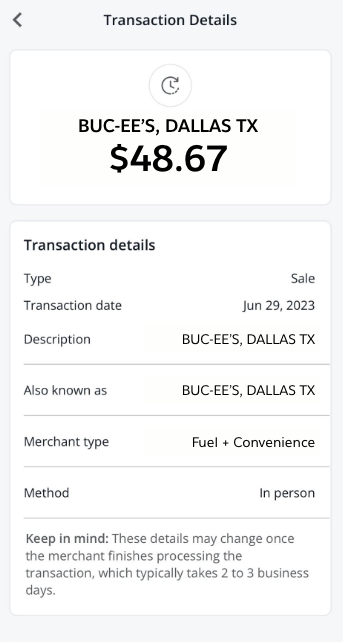 Transaction Details
BUC-EE’S, DALLAS TX
$48.67
Transaction details
Type Sale
Transaction date Jun 29, 2023
Description BUC-EE’S, DALLAS TX
Also known as BUC-EE’S, DALLAS TX
Merchant type Fuel + Convenience
Method In person
Keep in mind: These details may change once
the merchant finishes processing the
transaction, which typically takes 2 to 3 business
days.